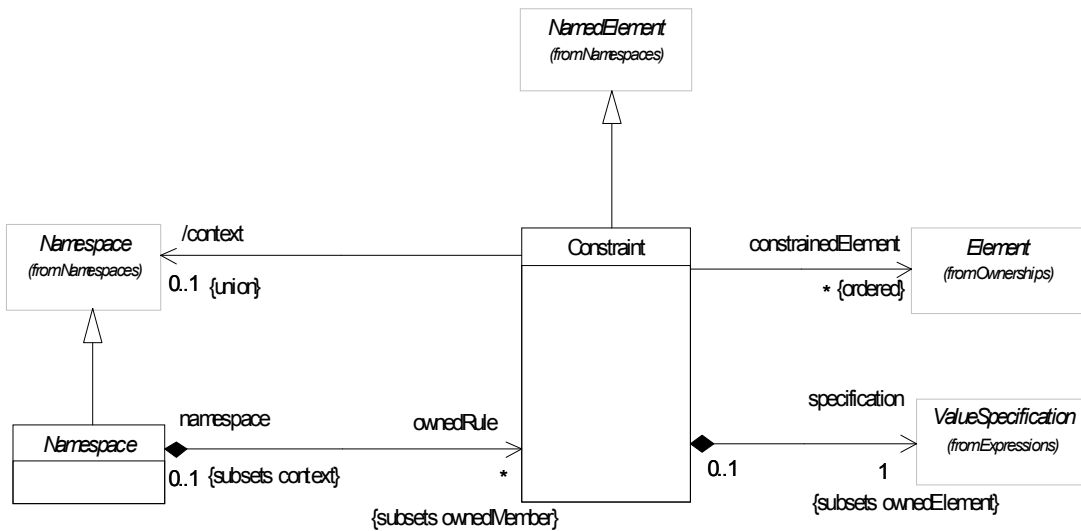 NamedElement
(fromNamespaces)
/context
0..1 {union}
Namespace
(fromNamespaces)
Constraint
constrainedElement
* {ordered}
Element
(fromOwnerships)
namespace
0..1 {subsets context}
ownedRule
*
{subsets ownedMember}
Namespace
specification
0..1
1
{subsets ownedElement}
ValueSpecification
(fromExpressions)